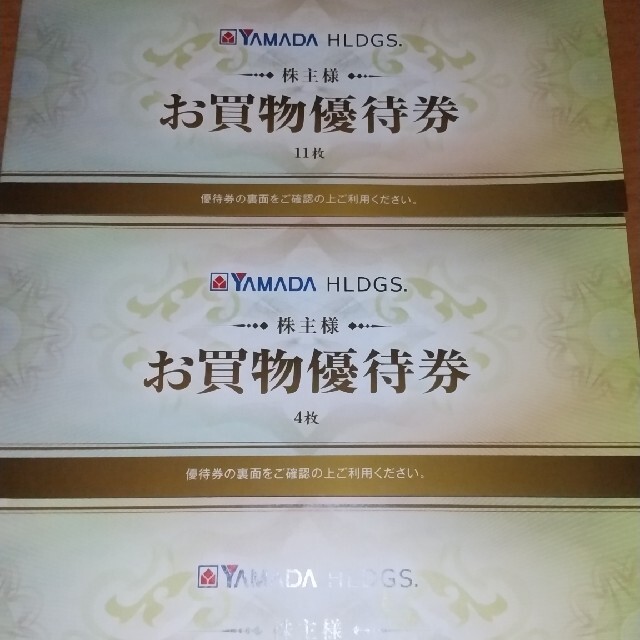 YAMADA HLDGS.
株主様
お買物優待券
11枚
優待券の裏面をご確認の上ご利用ください。
YAMADA HLDGS.
株主様
お買物優待券
4枚
優待券の裏面をご確認の上ご利用ください。
YAMADA HLDGS.
株主様